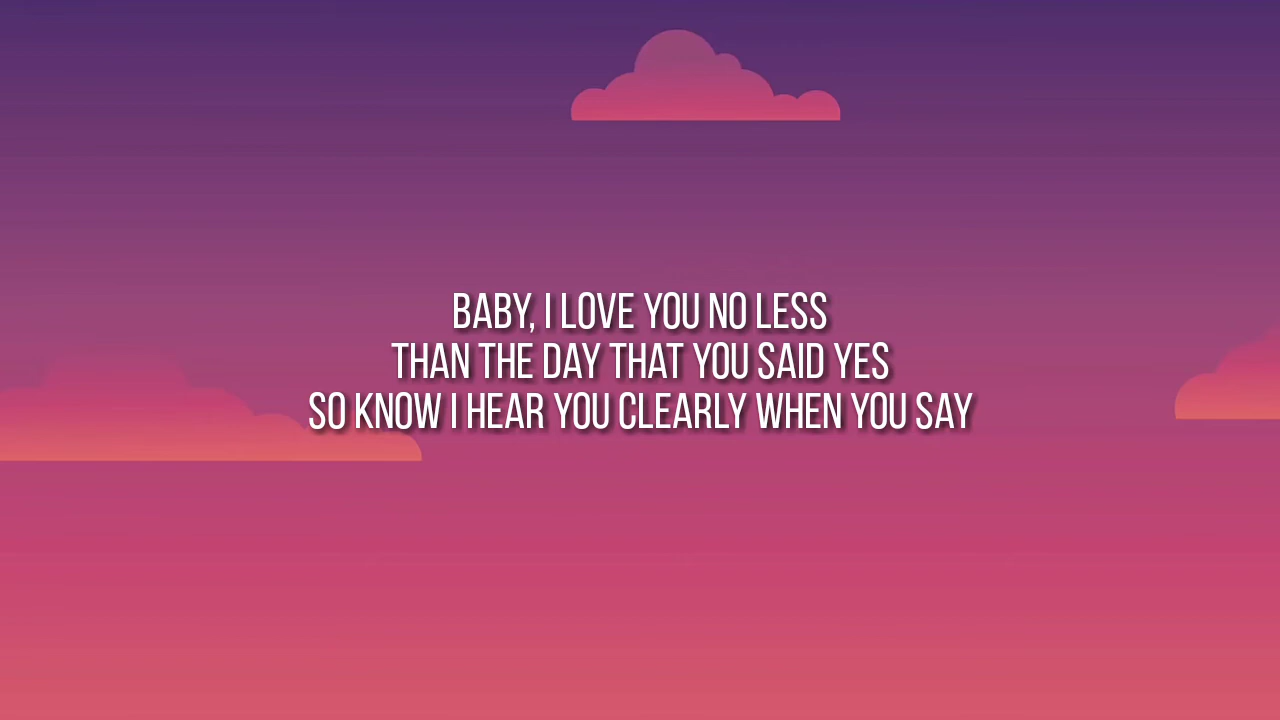 BABY, I LOVE YOU NO LESS
THAN THE DAY THAT YOU SAID YES
SO KNOW I HEAR YOU CLEARLY WHEN YOU SAY